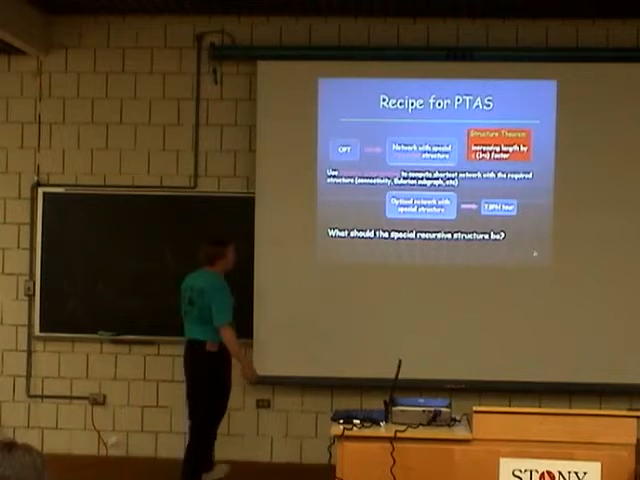 Recipe for PTAS
Structure Theorem:
OPT
Network with special
structure
increasing length by
factor
Use to compute shortest network with the required
structure (connectivity, Eulerian subgraph, etc)
Optimal network with
special structure
TSPN tour
What should the special recursive structure be?
STONY